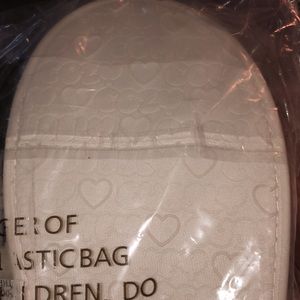 GER OF
ASTIC BAG
LDREN DO